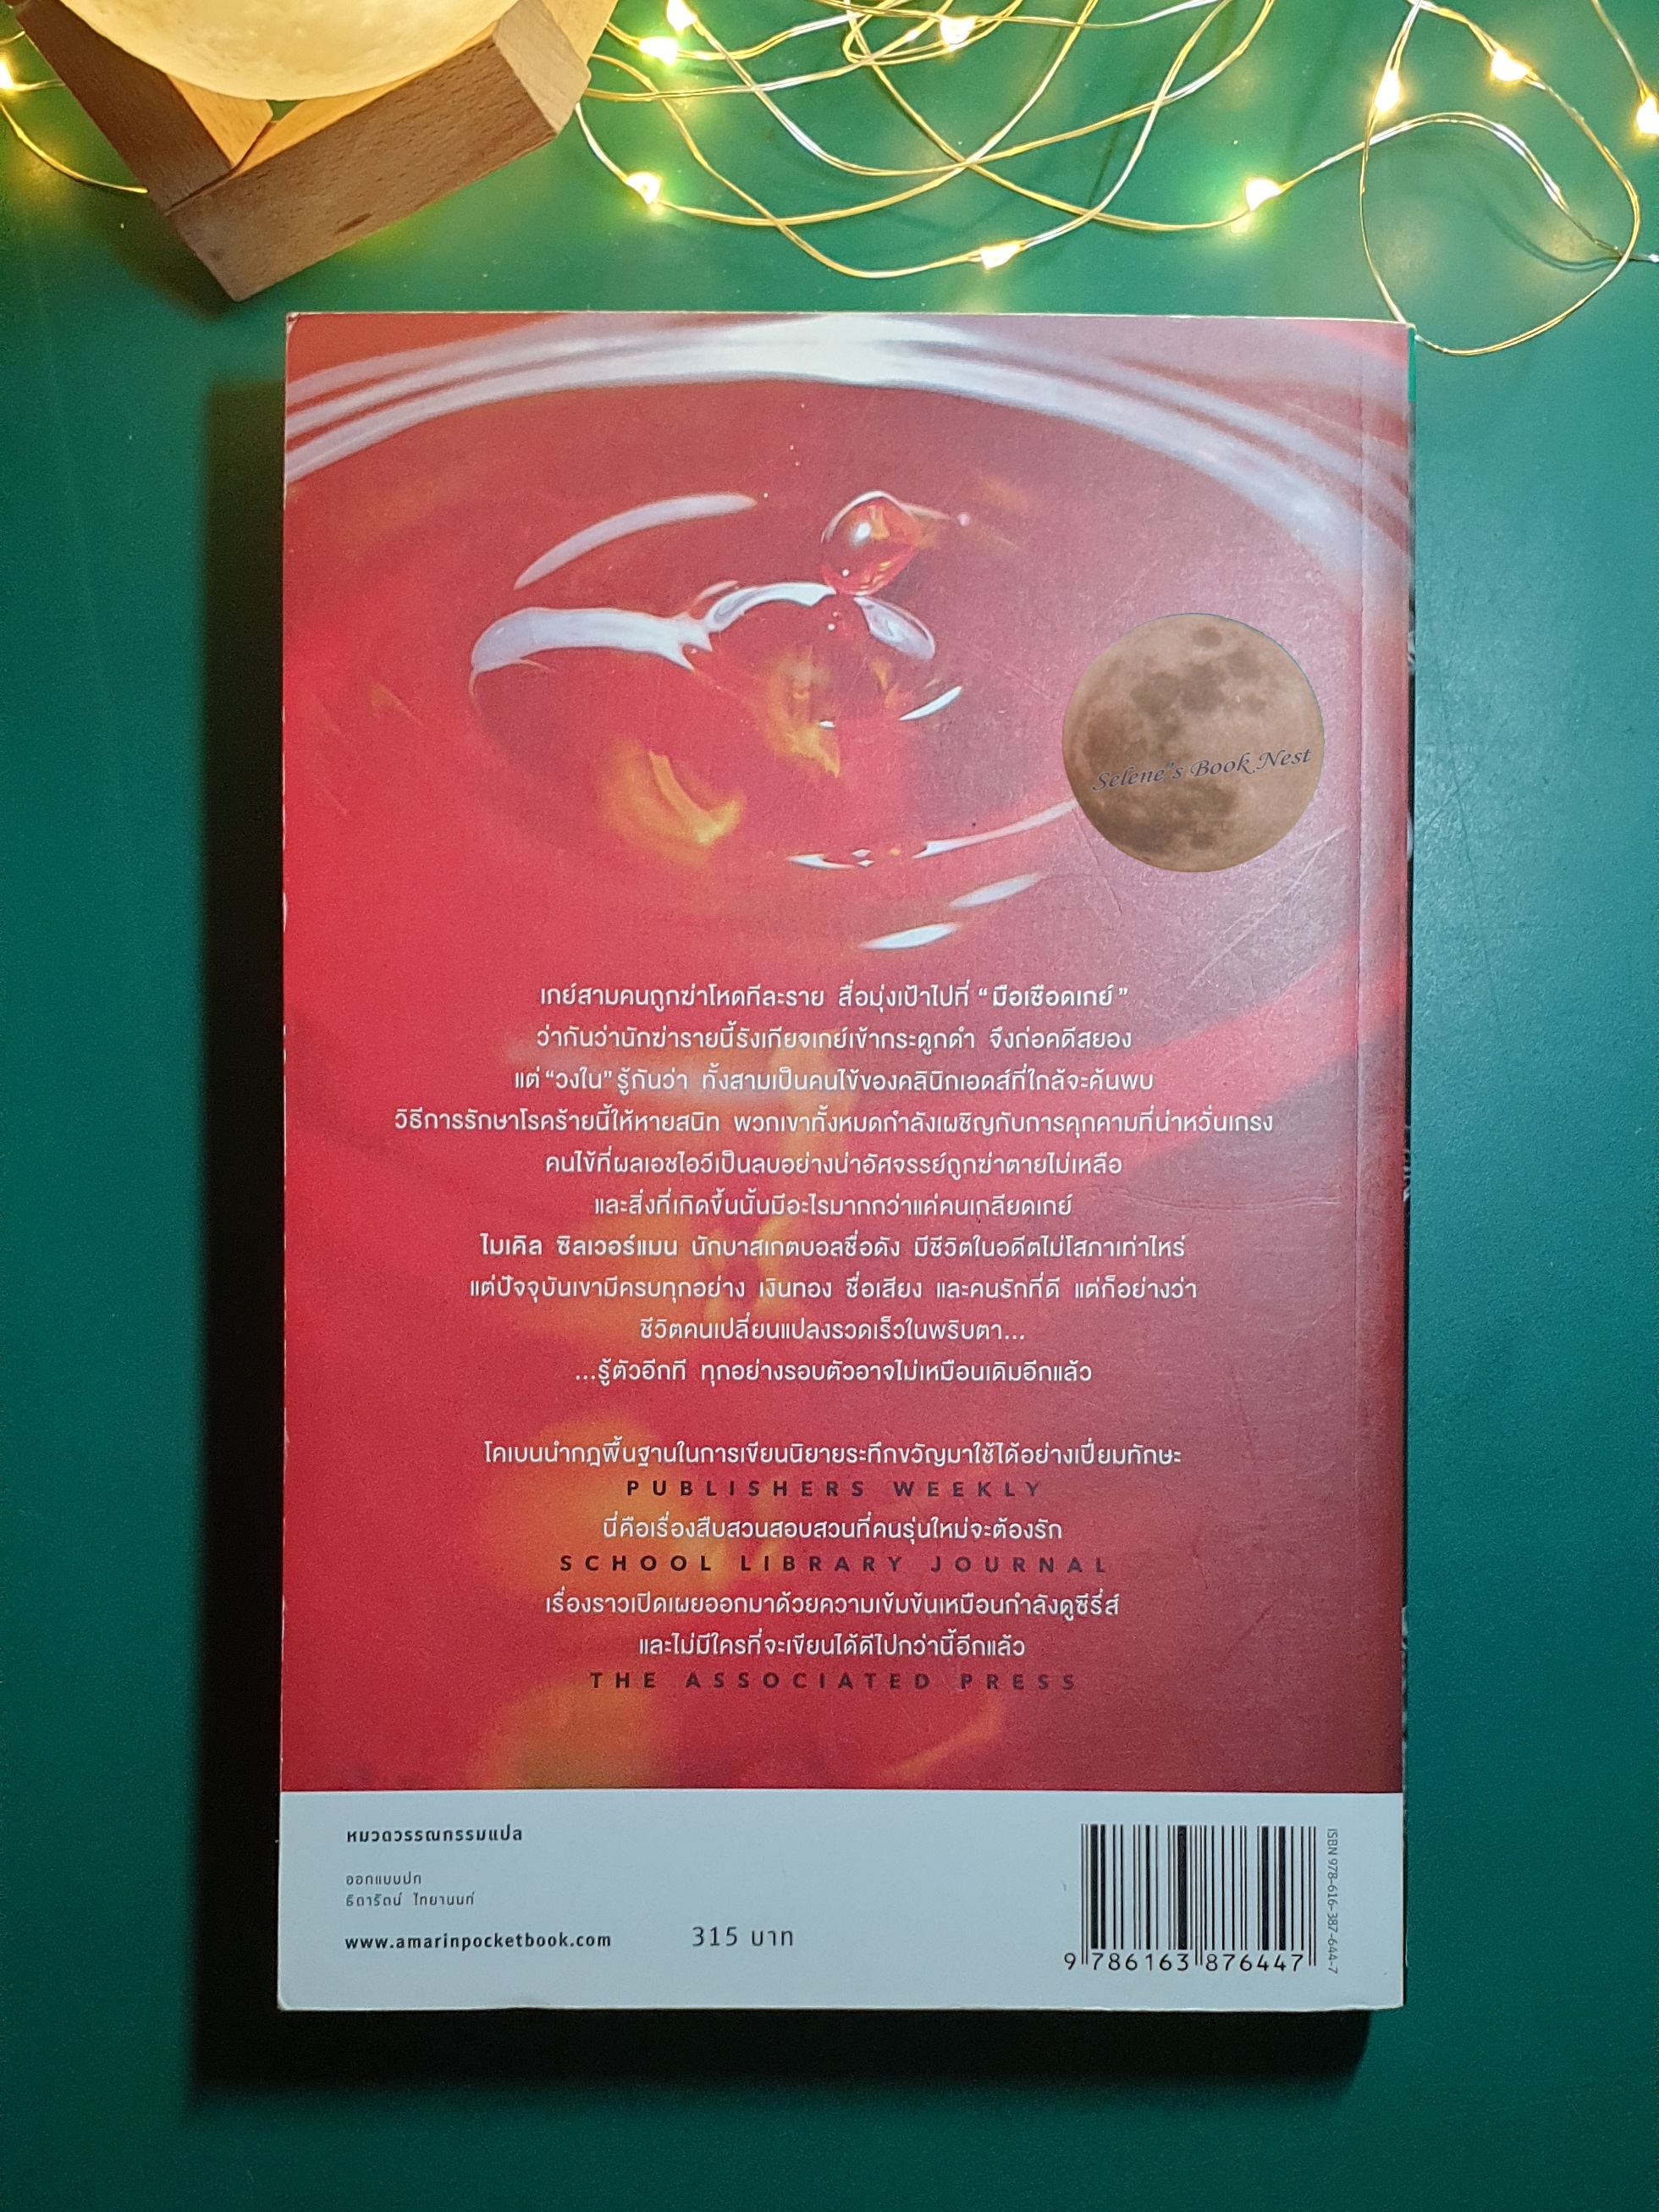 Selene's Book Nest
เกย์สามคนถูกฆ่าโหดทีละราย สื่อมุ่งเป้าไปที่ “มือเชือดเกย์”
ว่ากันว่านักฆ่ารายนี้รังเกียจเกย์เข้ากระดูกดำ จึงก่อคดีสยอง
แต่ “วงใน” รู้กันว่า ทั้งสามเป็นคนไข้ของคลินิกเอดส์ที่ใกล้จะค้นพบ
วิธีการรักษาโรคร้ายนี้ให้หายสนิท พวกเขาทั้งหมดกำลังเผชิญกับการคุกคามที่น่าหวั่นเกรง
คนไข้ที่ผลเอชไอวีเป็นลบอย่างน่าอัศจรรย์ถูกฆ่าตายไม่เหลือ
และสิ่งที่เกิดขึ้นนั้นมีอะไรมากกว่าแค่คนเกลียดเกย์
ไมเคิล ซิลเวอร์แมน นักบาสเกตบอลชื่อดัง มีชีวิตในอดีตไม่โสภาเท่าไหร่
แต่ปัจจุบันเขามีครบทุกอย่าง เงินทอง ชื่อเสียง และคนรักที่ดี แต่ก็อย่างว่า
ชีวิตคนเปลี่ยนแปลงรวดเร็วในพริบตา...
...รู้ตัวอีกที ทุกอย่างรอบตัวอาจไม่เหมือนเดิมอีกแล้ว
โคเบนนำกฎพื้นฐานในการเขียนนิยายระทึกขวัญมาใช้ได้อย่างเปี่ยมทักษะ
PUBLISHERS WEEKLY
นี่คือเรื่องสืบสวนสอบสวนที่คนรุ่นใหม่จะต้องรัก
SCHOOL LIBRARY JOURNAL
เรื่องราวเปิดเผยออกมาด้วยความเข้มข้นเหมือนกำลังดูซีรี่ส์
และไม่มีใครที่จะเขียนได้ดีไปกว่านี้อีกแล้ว
THE ASSOCIATED PRESS
หมวดวรรณกรรมแปล
ออกแบบปก
ธิดารัตน์ ไทยานนท์
www.amarinpocketbook.com
315 บาท
ISBN 978-616-387-644-7
9 786163 876447